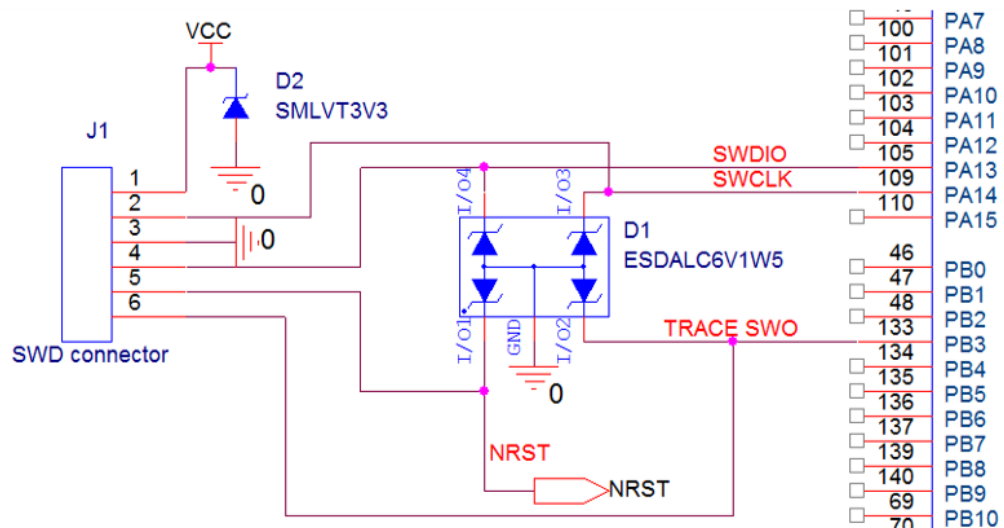 VCC
D2
SMLVT3V3
0
J1
1
2
3
4
5
6
SWD connector
0
I/O4
I/O3
I/O1
GND
I/O2
D1
ESDALC6V1W5
0
SWDIO
SWCLK
TRACE SWO
NRST
NRST
PA7
100 PA8
101 PA9
102 PA10
103 PA11
104 PA12
105 PA13
109 PA14
110 PA15
46 PB0
47 PB1
48 PB2
133 PB3
134 PB4
135 PB5
136 PB6
137 PB7
139 PB8
140 PB9
69 PB10
70